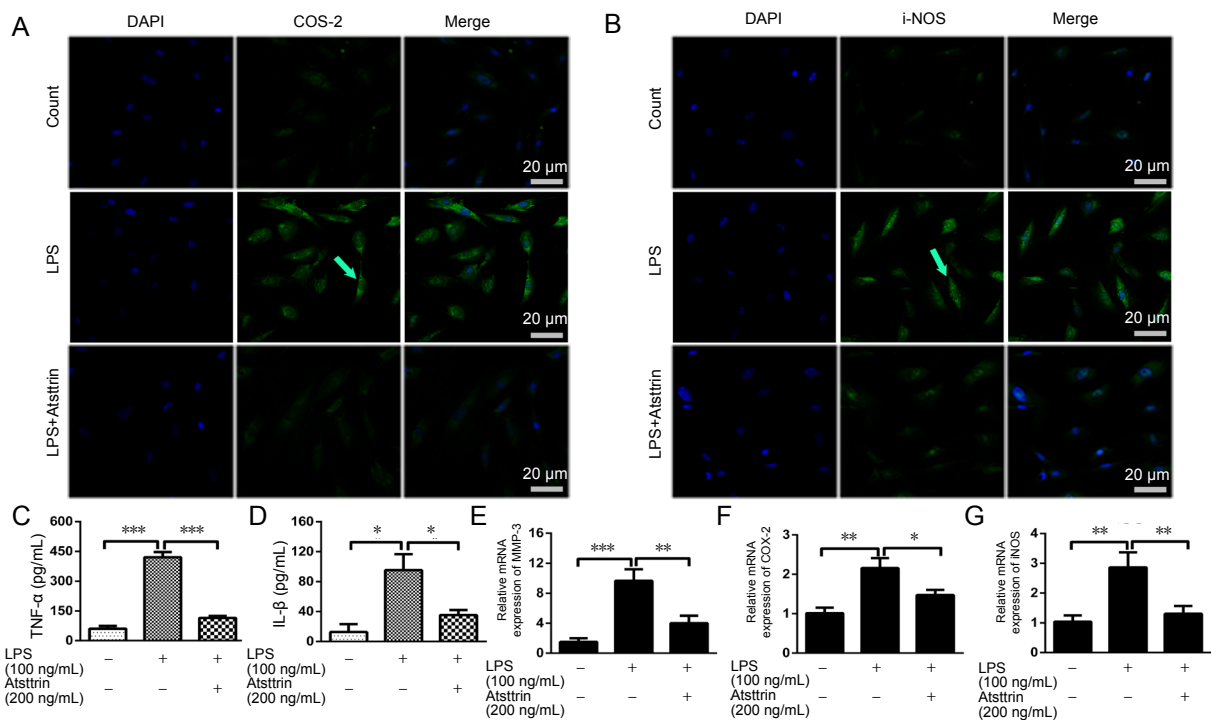 A
DAPI
COS-2
Merge
Count
20 µm
LPS
20 µm
LPS+Atsttrin
20 µm
B
DAPI
i-NOS
Merge
Count
20 µm
LPS
20 µm
LPS+Atsttrin
20 µm
C
TNF-α (pg/mL)
600
450
300
150
0
*** ***
LPS (100 ng/mL) – + +
Atsttrin (200 ng/mL) – – +
D
IL-β (pg/mL)
160
120
80
40
0
* *
LPS (100 ng/mL) – + +
Atsttrin (200 ng/mL) – – +
E
Relative mRNA
expression of MMP-3
16
12
8
4
0
*** **
LPS (100 ng/mL) – + +
Atsttrin (200 ng/mL) – – +
F
Relative mRNA
expression of COX-2
4
3
2
1
0
** *
LPS (100 ng/mL) – + +
Atsttrin (200 ng/mL) – – +
G
Relative mRNA
expression of iNOS
4
3
2
1
0
** **
LPS (100 ng/mL) – + +
Atsttrin (200 ng/mL) – – +